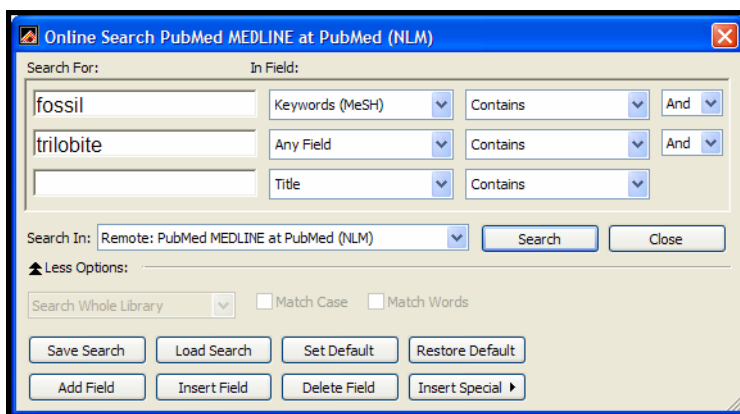 Online Search PubMed MEDLINE at PubMed (NLM)
Search For: In Field:
fossil Keywords (MeSH) Contains And
trilobite Any Field Contains And
Title Contains
Search In: Remote: PubMed MEDLINE at PubMed (NLM) Search Close
Less Options:
Search Whole Library Match Case Match Words
Save Search Load Search Set Default Restore Default
Add Field Insert Field Delete Field Insert Special